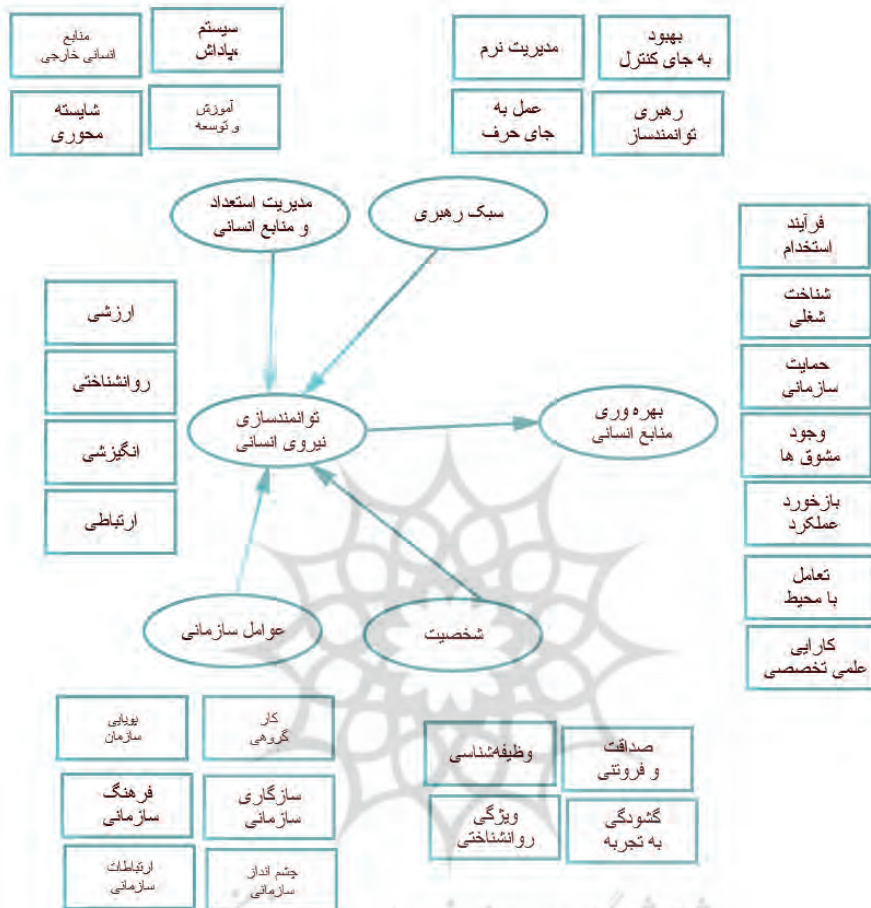 بهبود
به جای کنترل
مدیریت نرم
رهبری
توانمندساز
عمل به
جای حرف
سیستم
پاداش،
منابع
انسانی خارجی
آموزش
و توسعه
شایسته
محوری
سبک رهبری
مدیریت استعداد
و منابع انسانی
فرآیند
استخدام
شناخت
شغلی
حمایت
سازمانی
وجود
مشوق ها
بازخورد
عملکرد
تعامل
با محیط
کارایی
علمی تخصصی
بهره وری
منابع انسانی
توانمندسازی
نیروی انسانی
ارزشی
روانشناختی
انگیزشی
ارتباطی
شخصیت
عوامل سازمانی
صداقت
و فروتنی
وظیفه‌شناسی
گشودگی
به تجربه
ویژگی
روانشناختی
کار
گروهی
پویایی
سازمان
سازگاری
سازمانی
فرهنگ
سازمانی
چشم انداز
سازمانی
ارتباطات
سازمانی